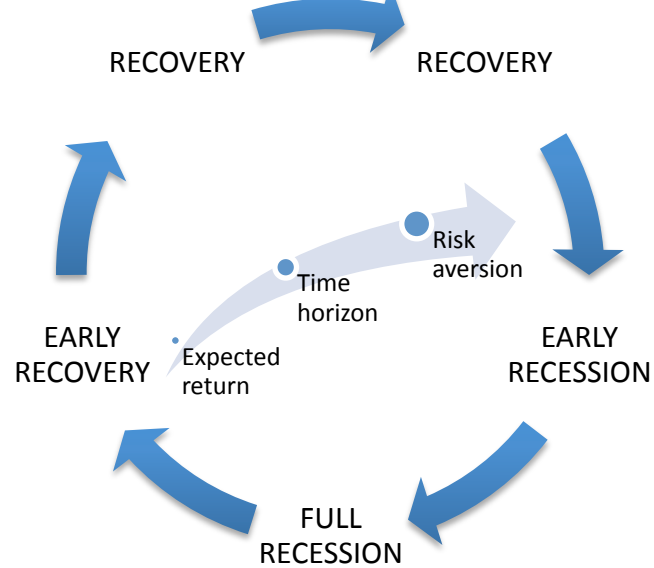 RECOVERY
RECOVERY
Risk
aversion
Time
horizon
EARLY
RECOVERY
Expected
return
EARLY
RECESSION
FULL
RECESSION